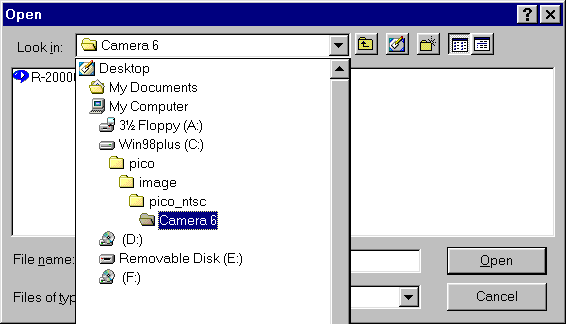 Open
Look in: Camera 6
Desktop
R-2000
My Documents
My Computer
3½ Floppy (A:)
Win98plus (C:)
pico
image
pico_ntsc
Camera 6
(D:)
File name: Removable Disk (E:) Open
(F:)
Files of typ Cancel